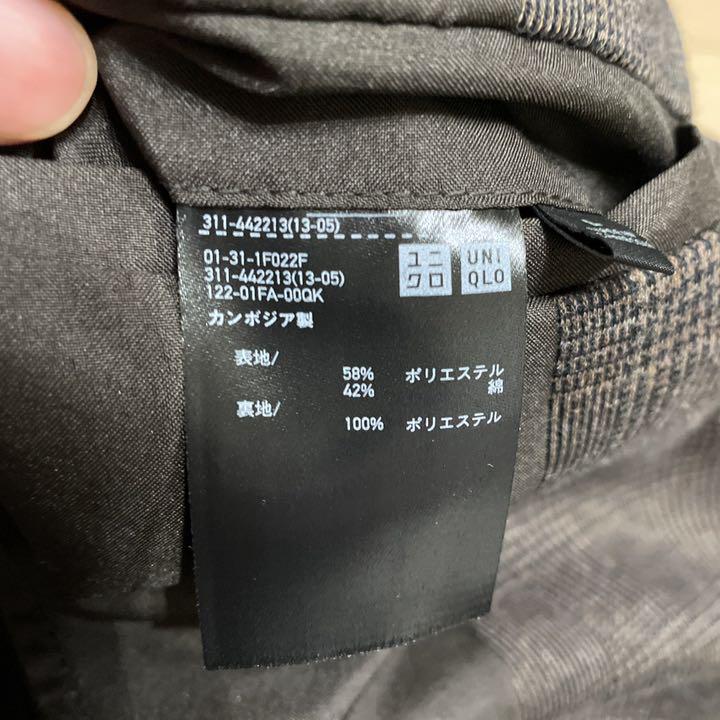 311-442213(13-05)
01-31-1F022F
311-442213(13-05)
122-01FA-00QK
ユニ
クロ
UNI
QLO
カンボジア製
表地/
58% ポリエステル
42% 綿
裏地/
100% ポリエステル